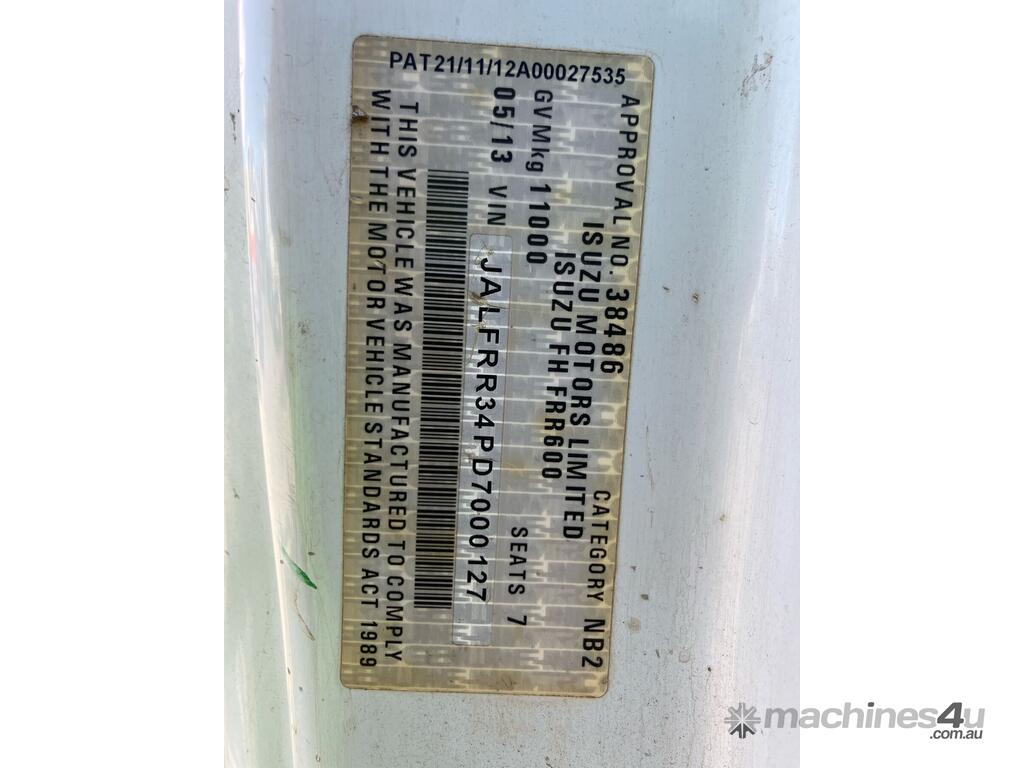 PAT21/11/12A00027535
APPROVAL NO. 38486 CATEGORY NB2
ISUZU MOTORS LIMITED
ISUZU FH FRR600
GVMkg 11000
05/13 VIN JALFRR34PD7000127 SEATS 7
THIS VEHICLE WAS MANUFACTURED TO COMPLY
WITH THE MOTOR VEHICLE STANDARDS ACT 1989
machines4u
.com.au